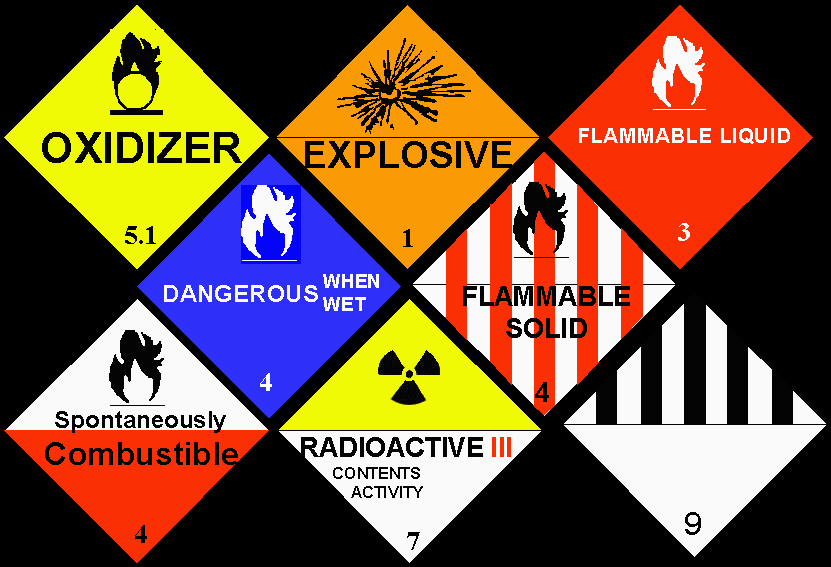 OXIDIZER
5.1
EXPLOSIVE
1
FLAMMABLE LIQUID
3
DANGEROUS WHEN
WET
4
FLAMMABLE
SOLID
4
Spontaneously
Combustible
4
RADIOACTIVE III
CONTENTS
ACTIVITY
7
9